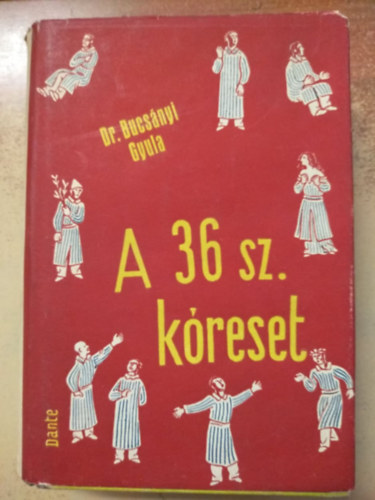 Dr. Bucsányi
Gyula
A 36 sz.
kóreset
Dante